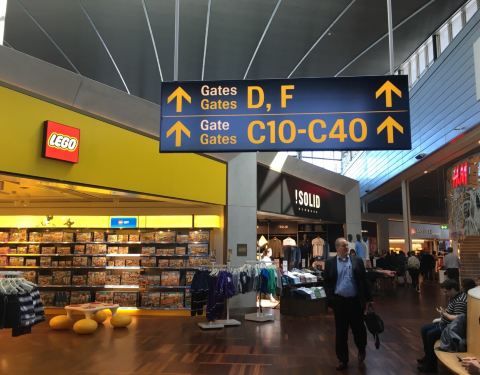 Gates
Gates D, F
Gate
Gates C10-C40
LEGO
!SOLID
H&M